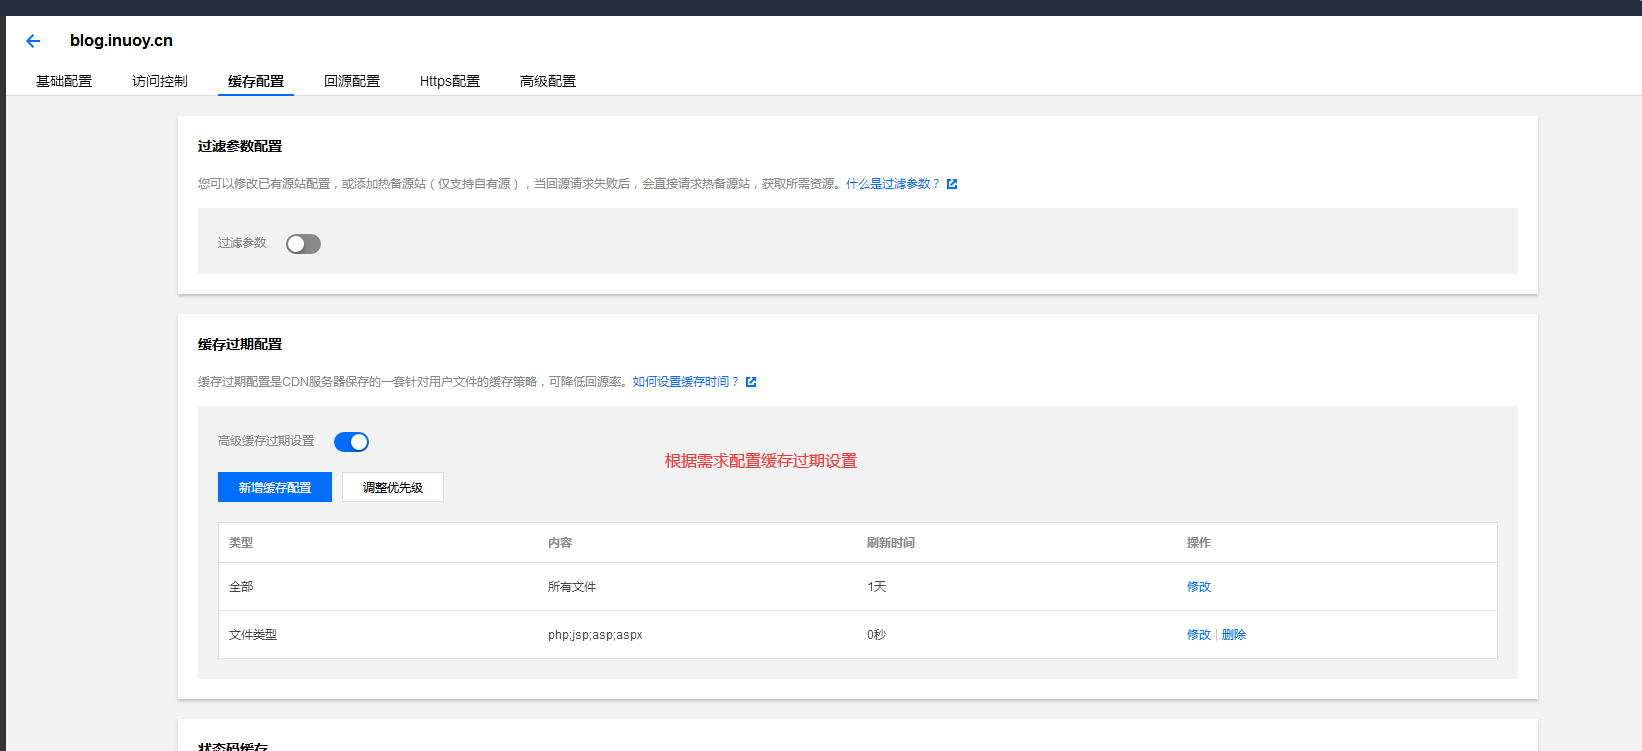 blog.inuoy.cn
基础配置 访问控制 缓存配置 回源配置 Https配置 高级配置
过滤参数配置
您可以修改已有源站配置，或添加热备源站（仅支持自有源），当回源请求失败后，会直接请求热备源站，获取所需资源。什么是过滤参数？
过滤参数
缓存过期配置
缓存过期配置是CDN服务器保存的一套针对用户文件的缓存策略，可降低回源率。如何设置缓存时间？
高级缓存过期设置
根据需求配置缓存过期设置
新增缓存配置 调整优先级
类型 内容 刷新时间 操作
全部 所有文件 1天 修改
文件类型 php;jsp;asp;aspx 0秒 修改 | 删除
状态码缓存